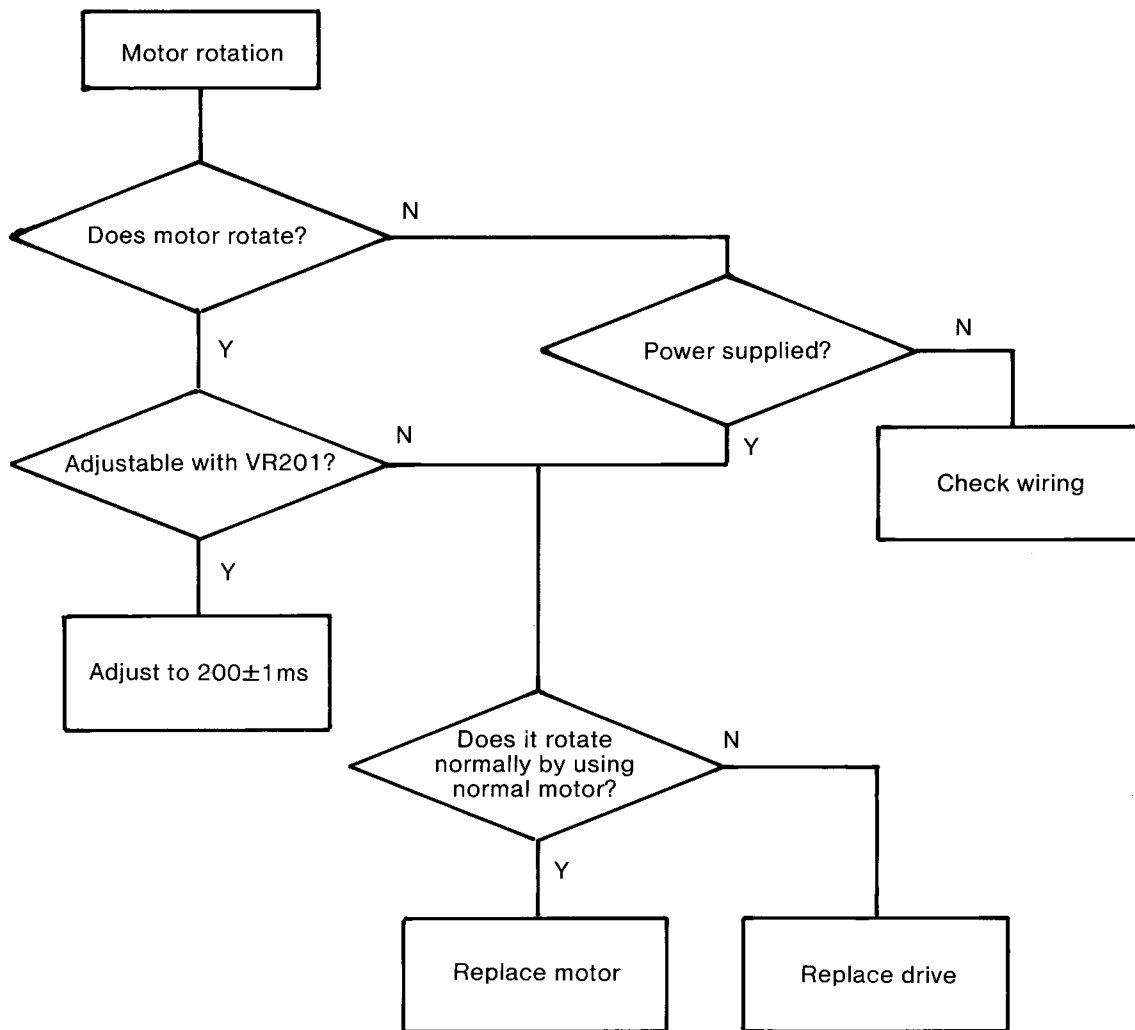 Motor rotation
Does motor rotate?
N
Y
Power supplied?
N
Y
Check wiring
Adjustable with VR201?
N
Y
Adjust to 200±1ms
Does it rotate
normally by using
normal motor?
N
Y
Replace motor
Replace drive